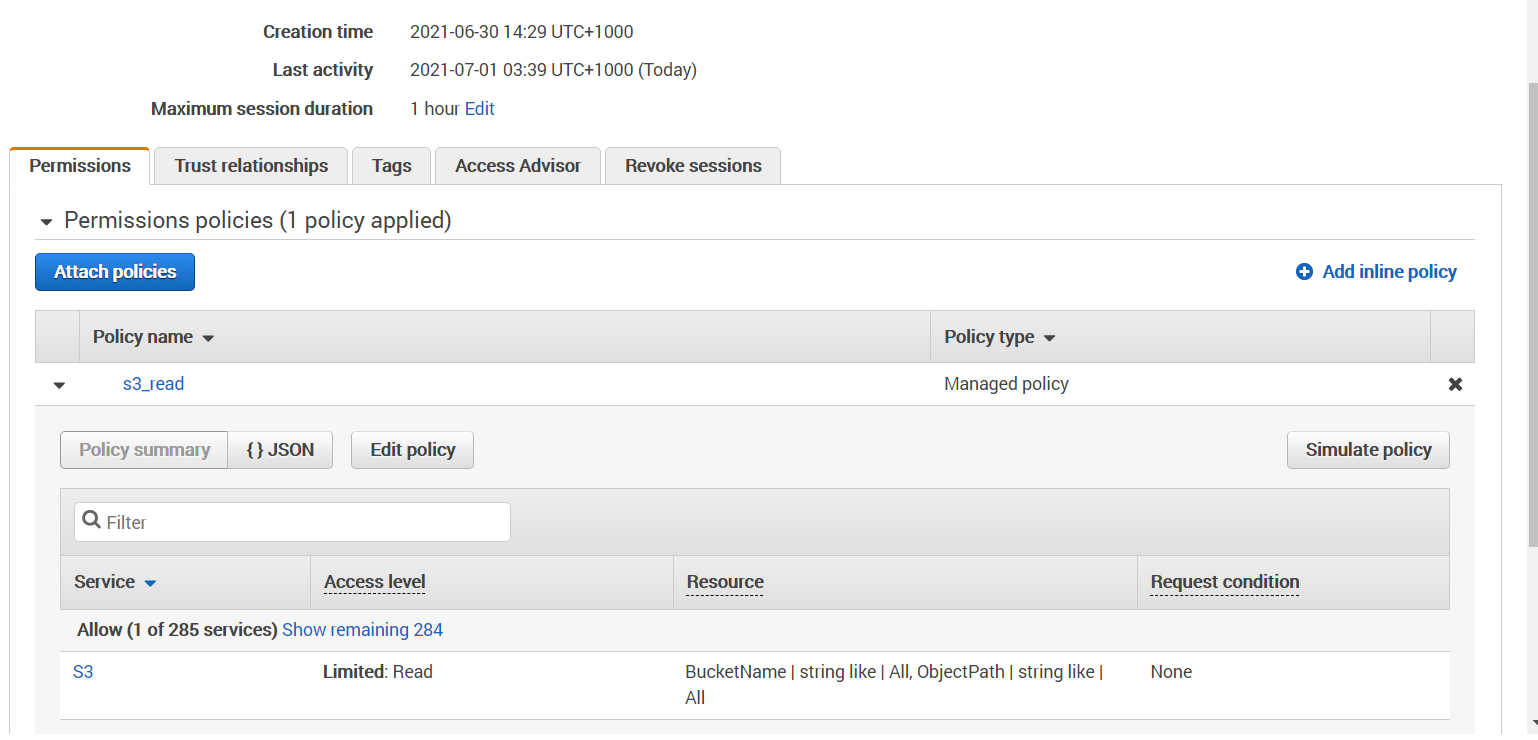 Creation time 2021-06-30 14:29 UTC+1000
Last activity 2021-07-01 03:39 UTC+1000 (Today)
Maximum session duration 1 hour Edit
Permissions Trust relationships Tags Access Advisor Revoke sessions
Permissions policies (1 policy applied)
Attach policies Add inline policy
Policy name Policy type
s3_read Managed policy
Policy summary { } JSON Edit policy Simulate policy
Filter
Service Access level Resource Request condition
Allow (1 of 285 services) Show remaining 284
S3 Limited: Read BucketName | string like | All, ObjectPath | string like | None
All